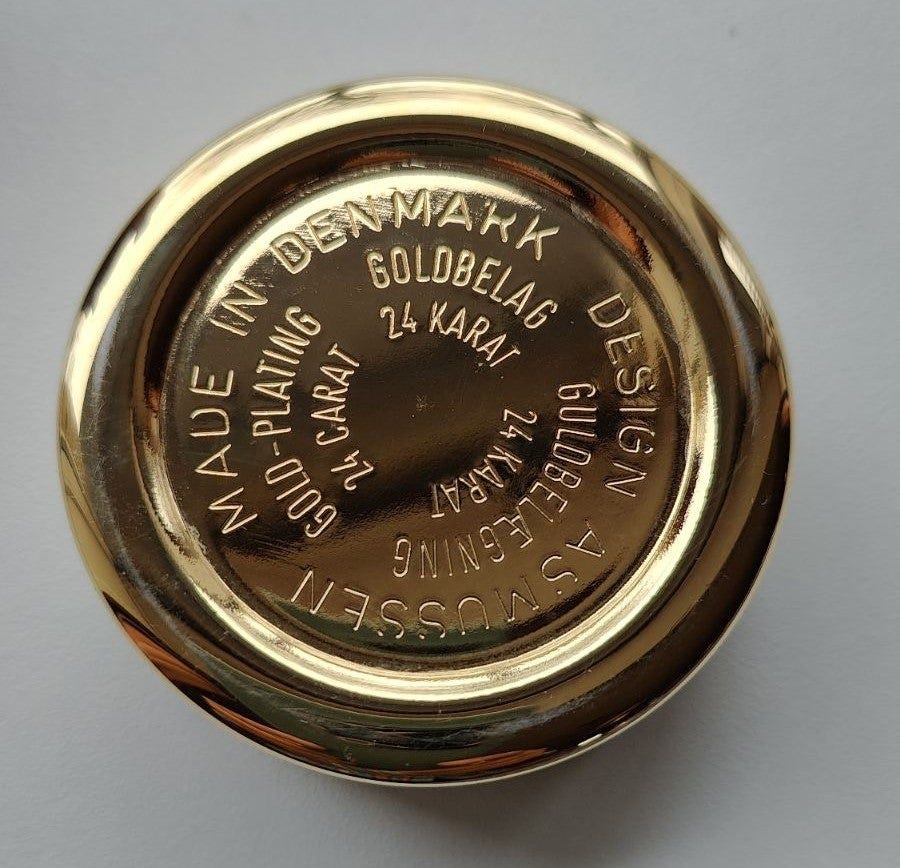 MADE IN DENMARK
DESIGN ASMUSSEN
GOLD-PLATING
24 CARAT
GOLDBELAG
24 KARAT
GULDBELÆGNING
24 KARAT